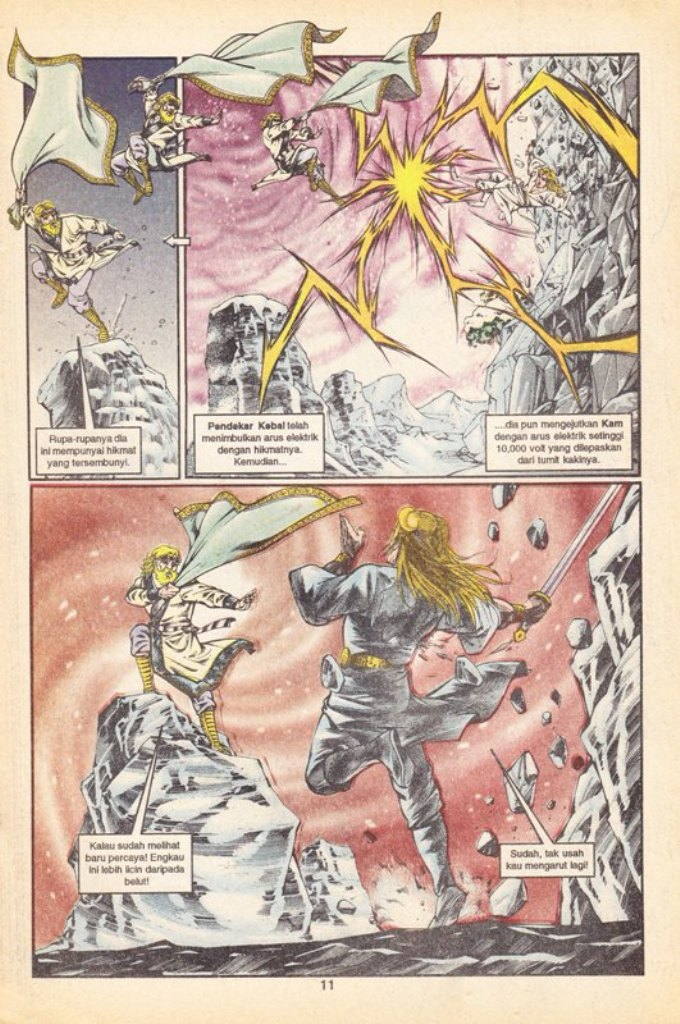 Rupa-rupanya dia
ini mempunyai hikmat
yang tersembunyi.
Pendekar Kebal telah
menimbulkan arus elektrik
dengan hikmatnya.
Kemudian...
....dia pun mengejutkan Kam
dengan arus elektrik setinggi
10,000 volt yang dilepaskan
dari tumit kakinya.
Kalau sudah melihat
baru percaya! Engkau
ini lebih licin daripada
belut!
Sudah, tak usah
kau mengarut lagi!
11